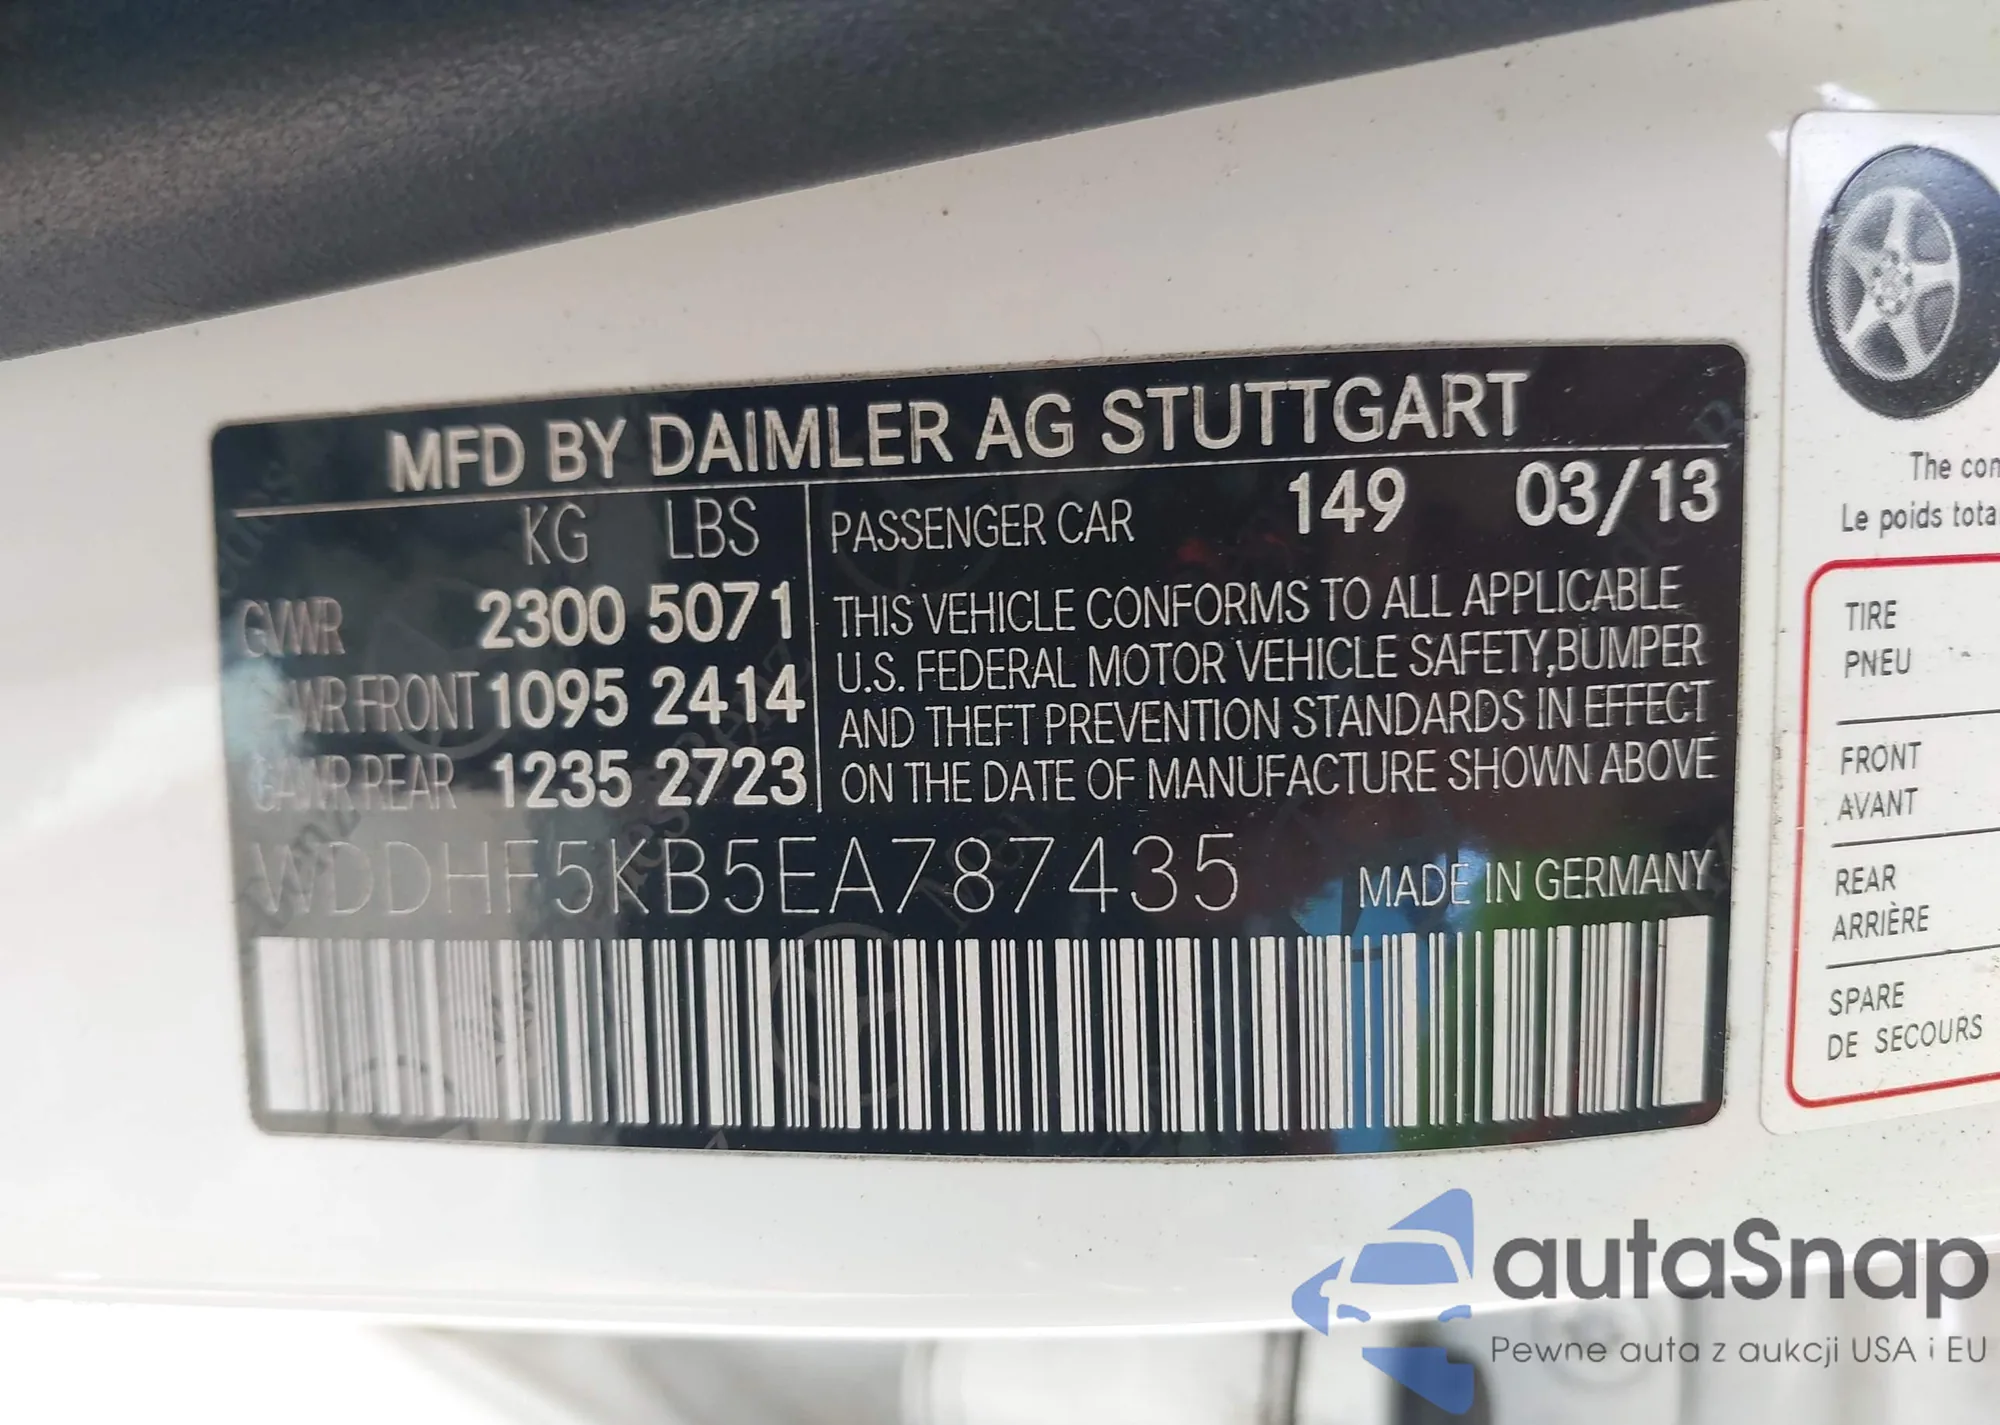 MFD BY DAIMLER AG STUTTGART
KG LBS
GVWR 2300 5071
GAWR FRONT 1095 2414
GAWR REAR 1235 2723
PASSENGER CAR 149 03/13
THIS VEHICLE CONFORMS TO ALL APPLICABLE
U.S. FEDERAL MOTOR VEHICLE SAFETY,BUMPER
AND THEFT PREVENTION STANDARDS IN EFFECT
ON THE DATE OF MANUFACTURE SHOWN ABOVE
WDDHF5KB5EA787435
MADE IN GERMANY
The
Le poids
TIRE
PNEU
FRONT
AVANT
REAR
ARRIÈRE
SPARE
DE SECOURS
autaSnap
Pewne auta z aukcji USA i EU